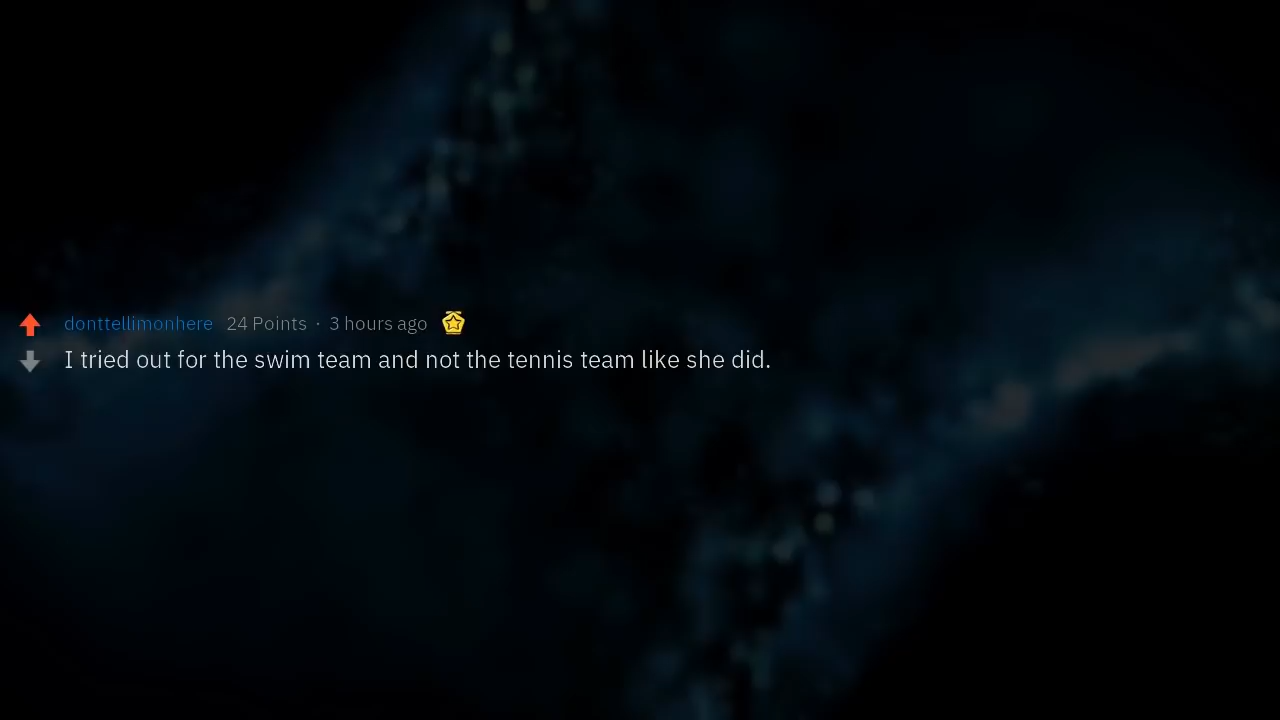 donttellimonhere 24 Points · 3 hours ago
I tried out for the swim team and not the tennis team like she did.